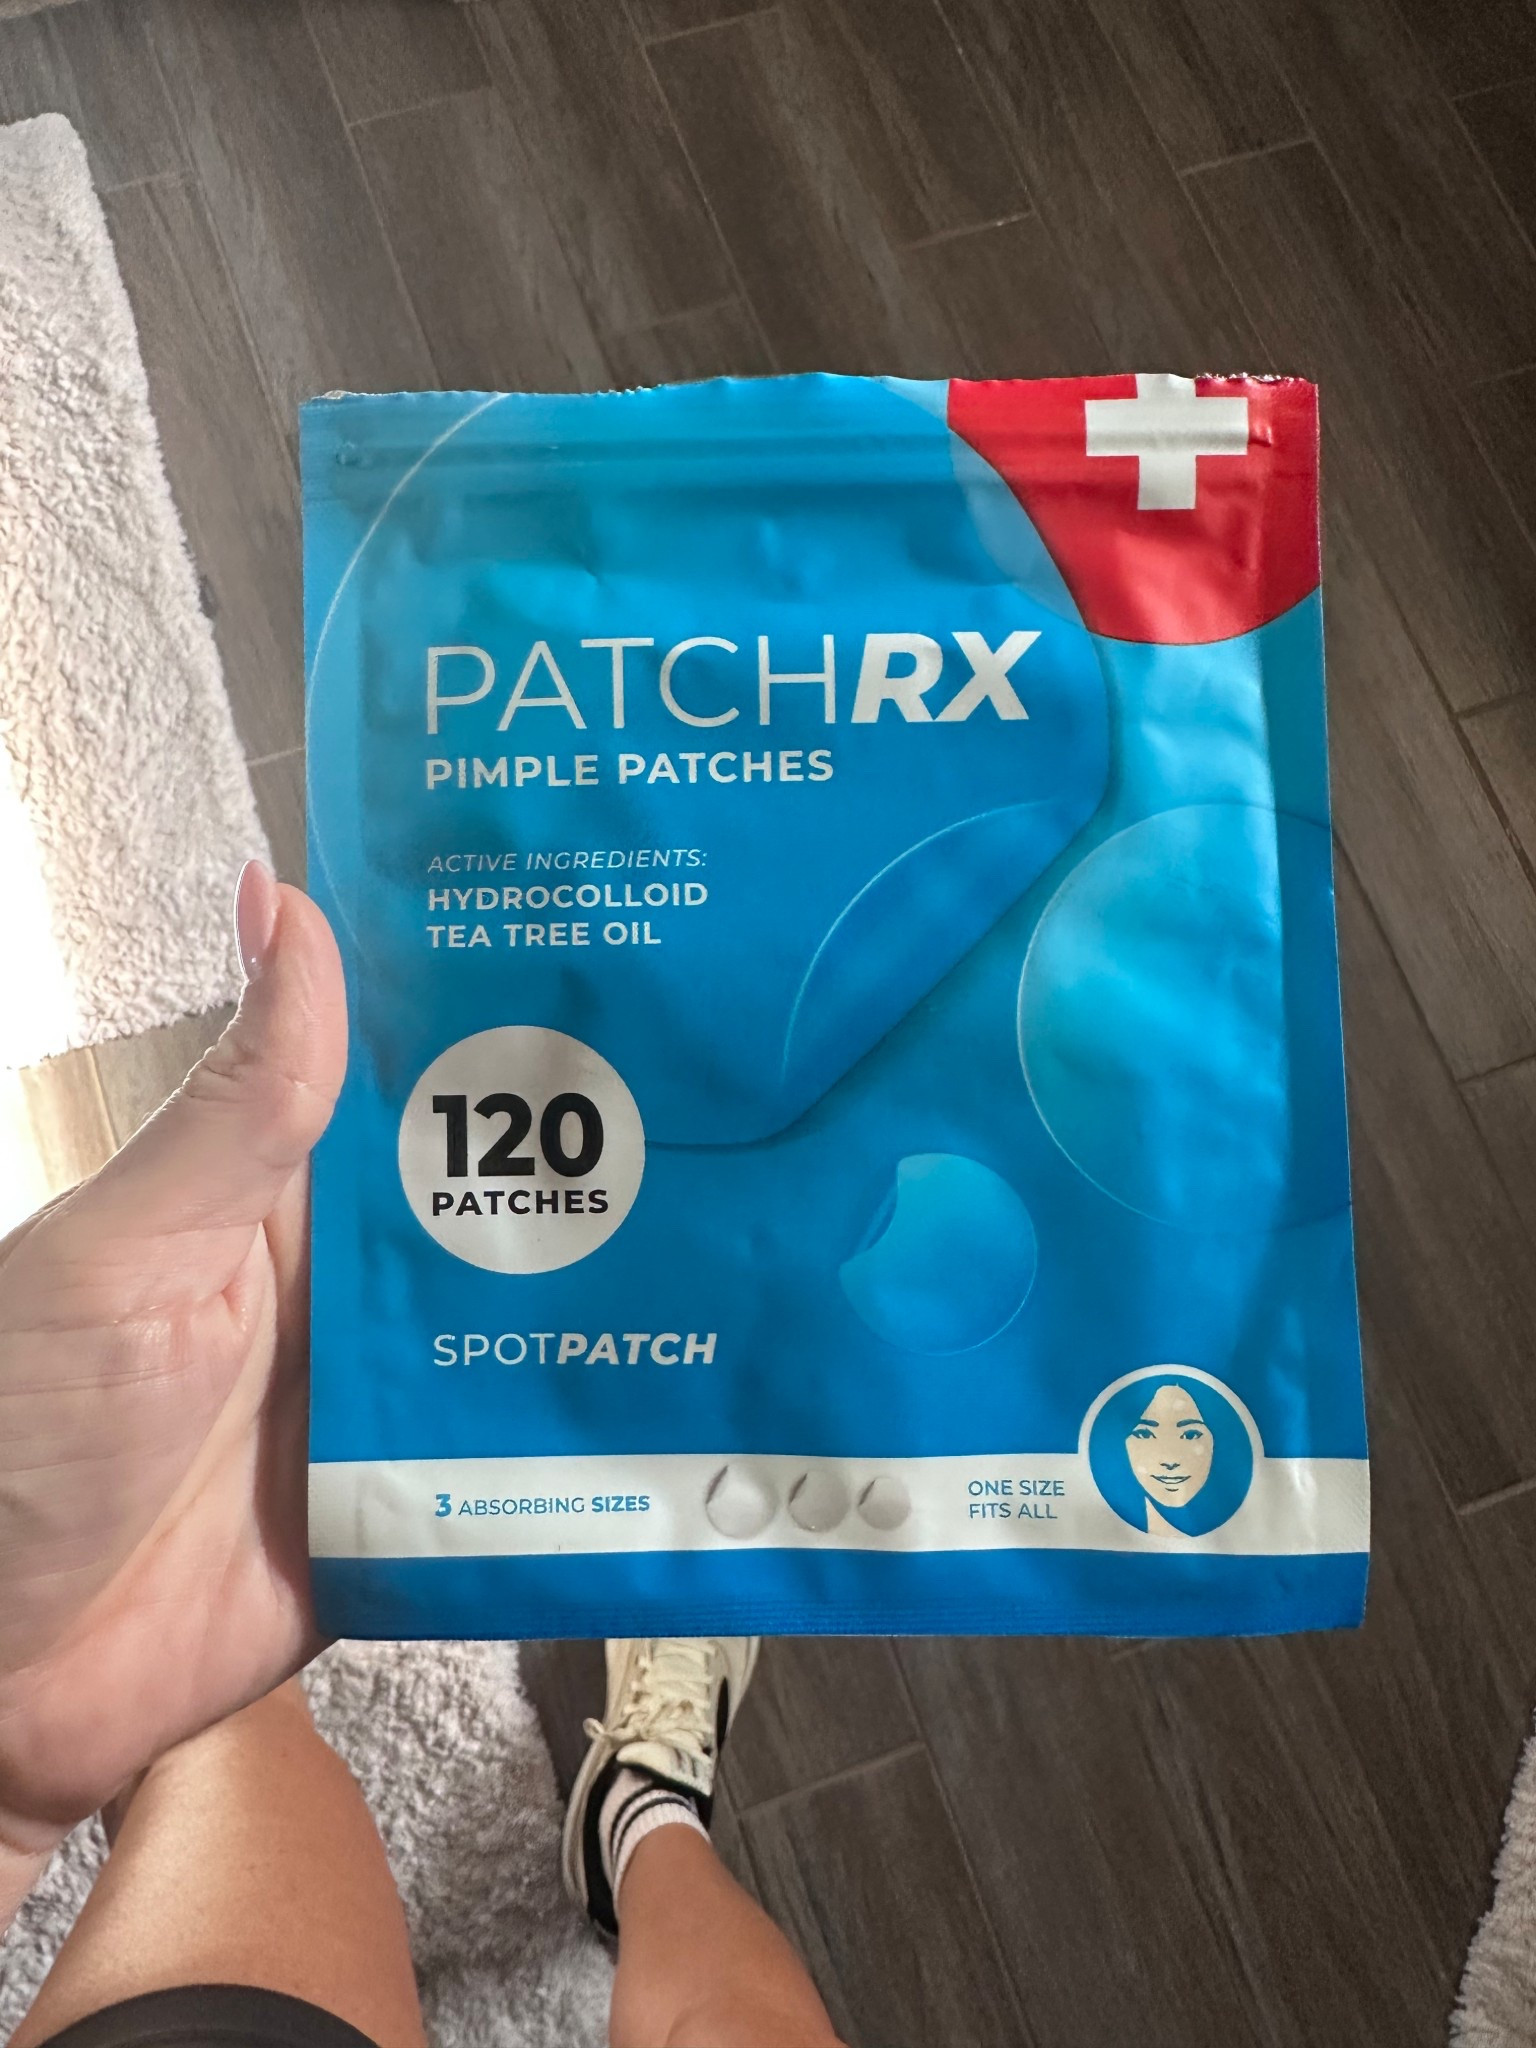 PATCHRX
PIMPLE PATCHES
ACTIVE INGREDIENTS:
HYDROCOLLOID
TEA TREE OIL
120
PATCHES
SPOTPATCH
3 ABSORBING SIZES
ONE SIZE
FITS ALL